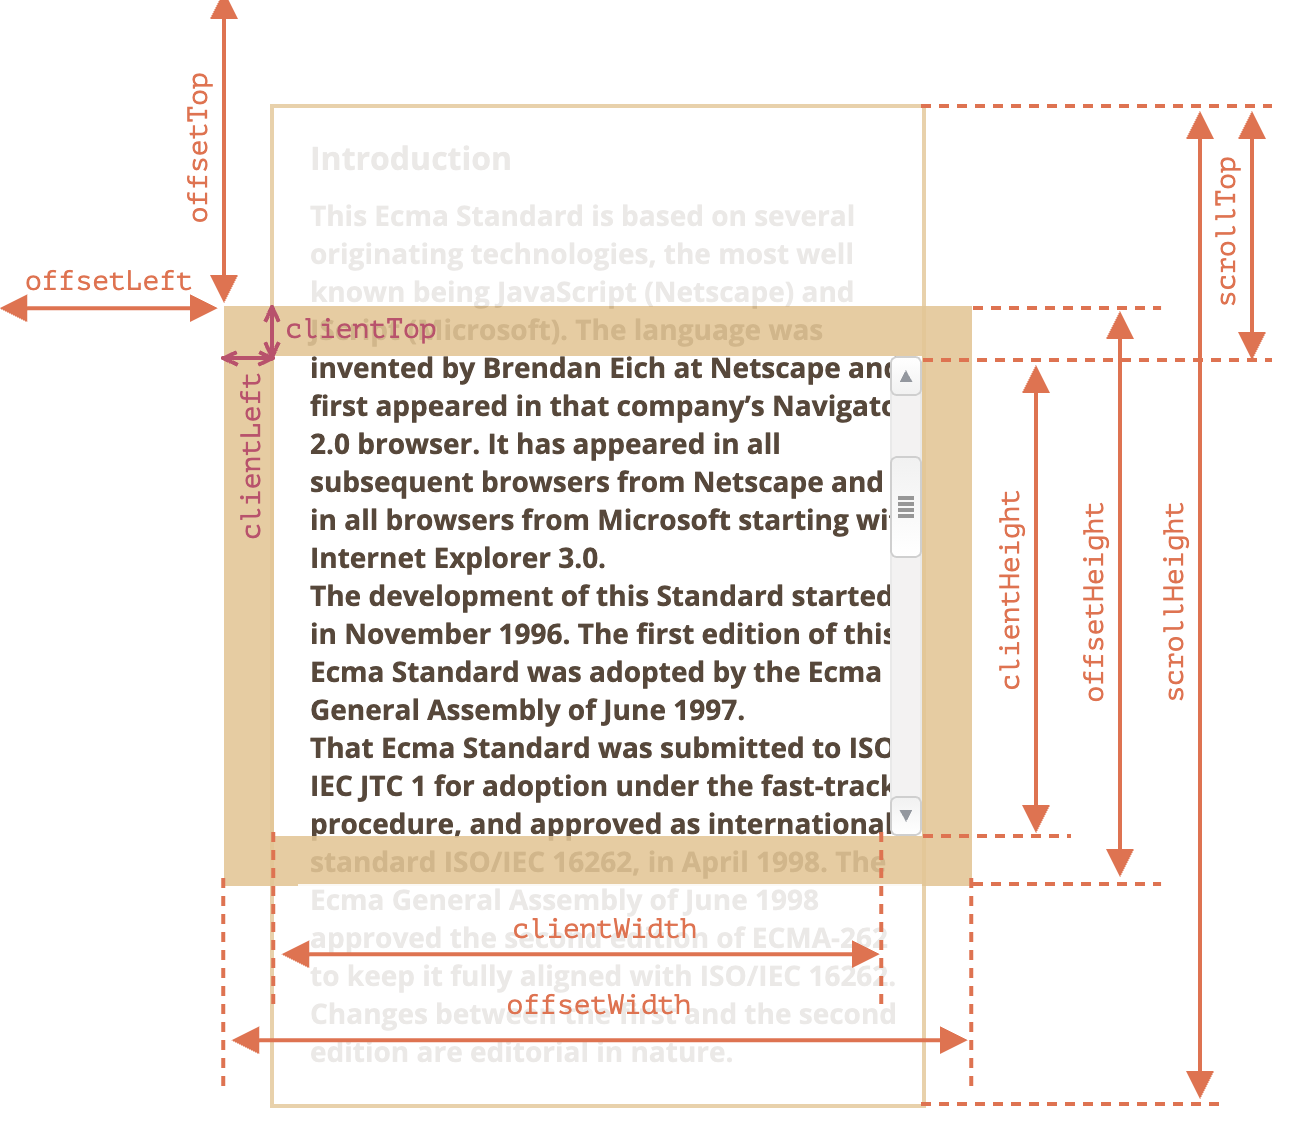 offsetTop
offsetLeft
Introduction
This Ecma Standard is based on several
originating technologies, the most well
known being JaaaScript (Netscape) and
JScript (Microsoft). The language was
clientTop
clientLeft
invented by Brendan Eich at Netscape and
first appeared in that company’s Navigato
2.0 browser. It has appeared in all
subsequent browsers from Netscape and
in all browsers from Microsoft starting wit
Internet Explorer 3.0.
The development of this Standard started
in November 1996. The first edition of this
Ecma Standard was adopted by the Ecma
General Assembly of June 1997.
That Ecma Standard was submitted to ISO
IEC JTC 1 for adoption under the fast-track
procedure, and approved as international
standard ISO/IEC 16262, in April 1998. The
Ecma General Assembly of June 1998
approved the second edition of ECMA-262
to keep it fully aligned with ISO/IEC 16262.
Changes between the first and the second
edition are editorial in nature.
clientWidth
offsetWidth
clientHeight
offsetHeight
scrollHeight
scrollTop